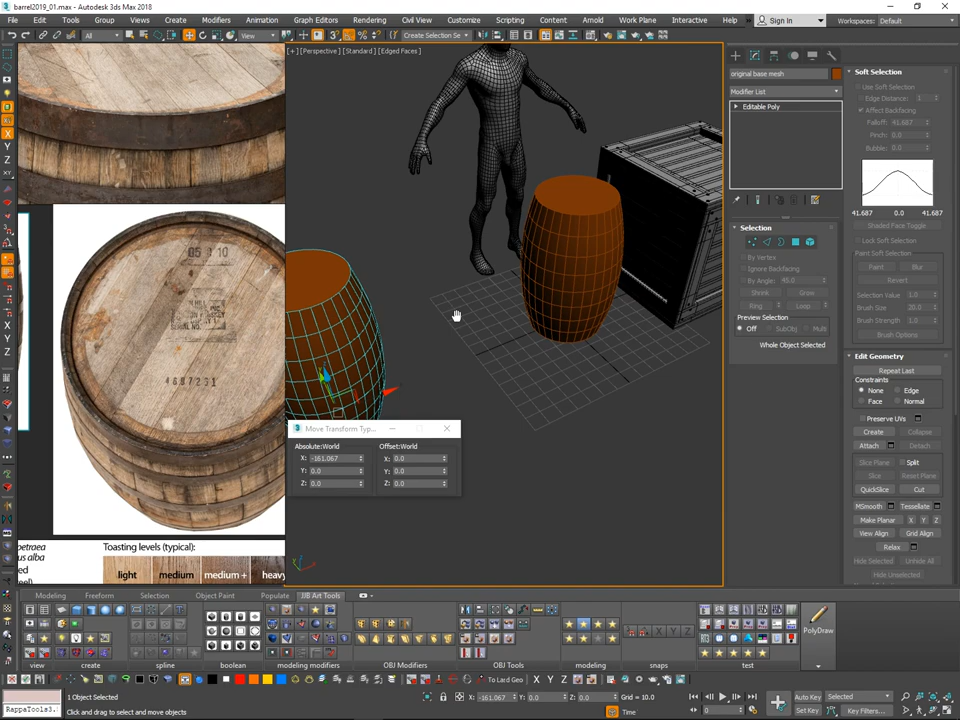 barrel2019_01.max - Autodesk 3ds Max 2018
File Edit Tools Group Views Create Modifiers Animation Graph Editors Rendering Civil View Customize Scripting Content Arnold Work Plane Interactive Help Sign In Workspaces: Default
All View Create Selection Se
[+] [Perspective] [Standard] [Edged Faces]
original base mesh
Modifier List
Editable Poly
Selection
By Vertex
Ignore Backfacing
By Angle: 45.0
Shrink Grow
Ring Loop
Preview Selection
Off SubObj Multi
Whole Object Selected
Soft Selection
Use Soft Selection
Edge Distance: 1
Affect Backfacing
Falloff: 41.687
Pinch: 0.0
Bubble: 0.0
41.687 0.0 41.687
Shaded Face Toggle
Lock Soft Selection
Paint Soft Selection
Paint Blur
Revert
Selection Value 1.0
Brush Size 20.0
Brush Strength 1.0
Brush Options
Edit Geometry
Repeat Last
Constraints
None Edge
Face Normal
Preserve UVs
Create Collapse
Attach Detach
Slice Plane Split
Slice Reset Plane
QuickSlice Cut
MSmooth Tessellate
Make Planar X Y Z
View Align Grid Align
Relax
Hide Selected Unhide All
Hide Unselected
Move Transform Typ...
Absolute:World Offset:World
X: -161.067 X: 0.0
Y: 0.0 Y: 0.0
Z: 0.0 Z: 0.0
petraea
us alba
ed
eel)
Toasting levels (typical):
light medium medium + heavy
Modeling Freeform Selection Object Paint Populate JJB Art Tools
view create spline boolean modeling modifiers OBJ Modifiers OBJ Tools modeling snaps test
PolyDraw
To Lard Geo X Y Z
1 Object Selected
RappaTools3.
Click and drag to select and move objects
X: -161.067 Y: 0.0 Z: 0.0 Grid = 10.0
Time
Auto Key Selected
Set Key Key Filters...